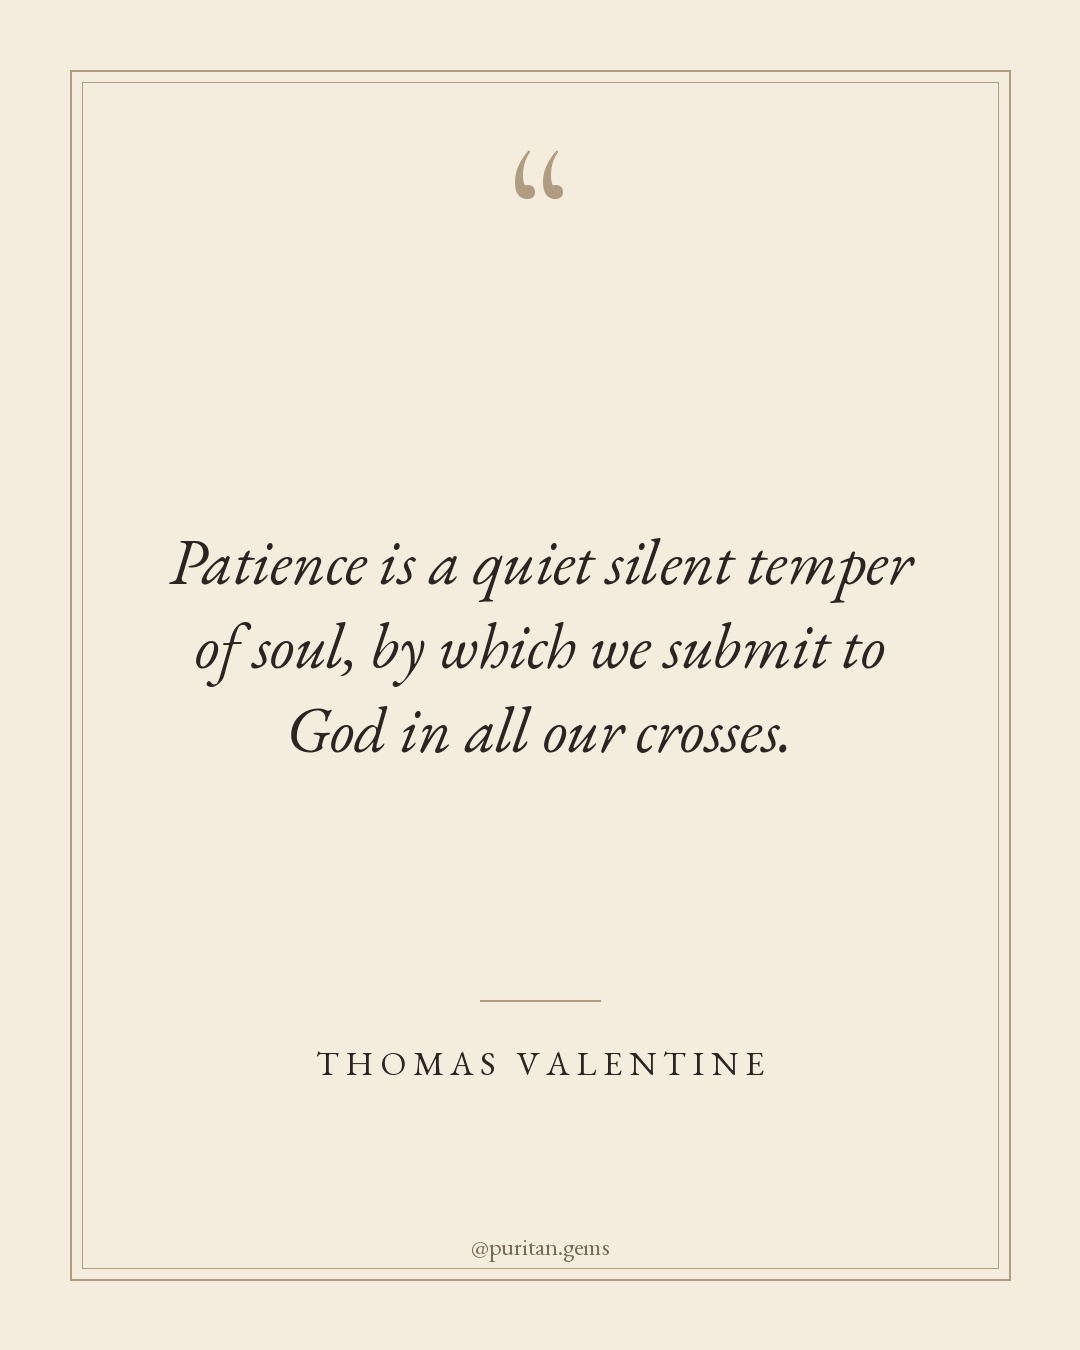 “
Patience is a quiet silent temper
of soul, by which we submit to
God in all our crosses.
THOMAS VALENTINE
@puritan.gems